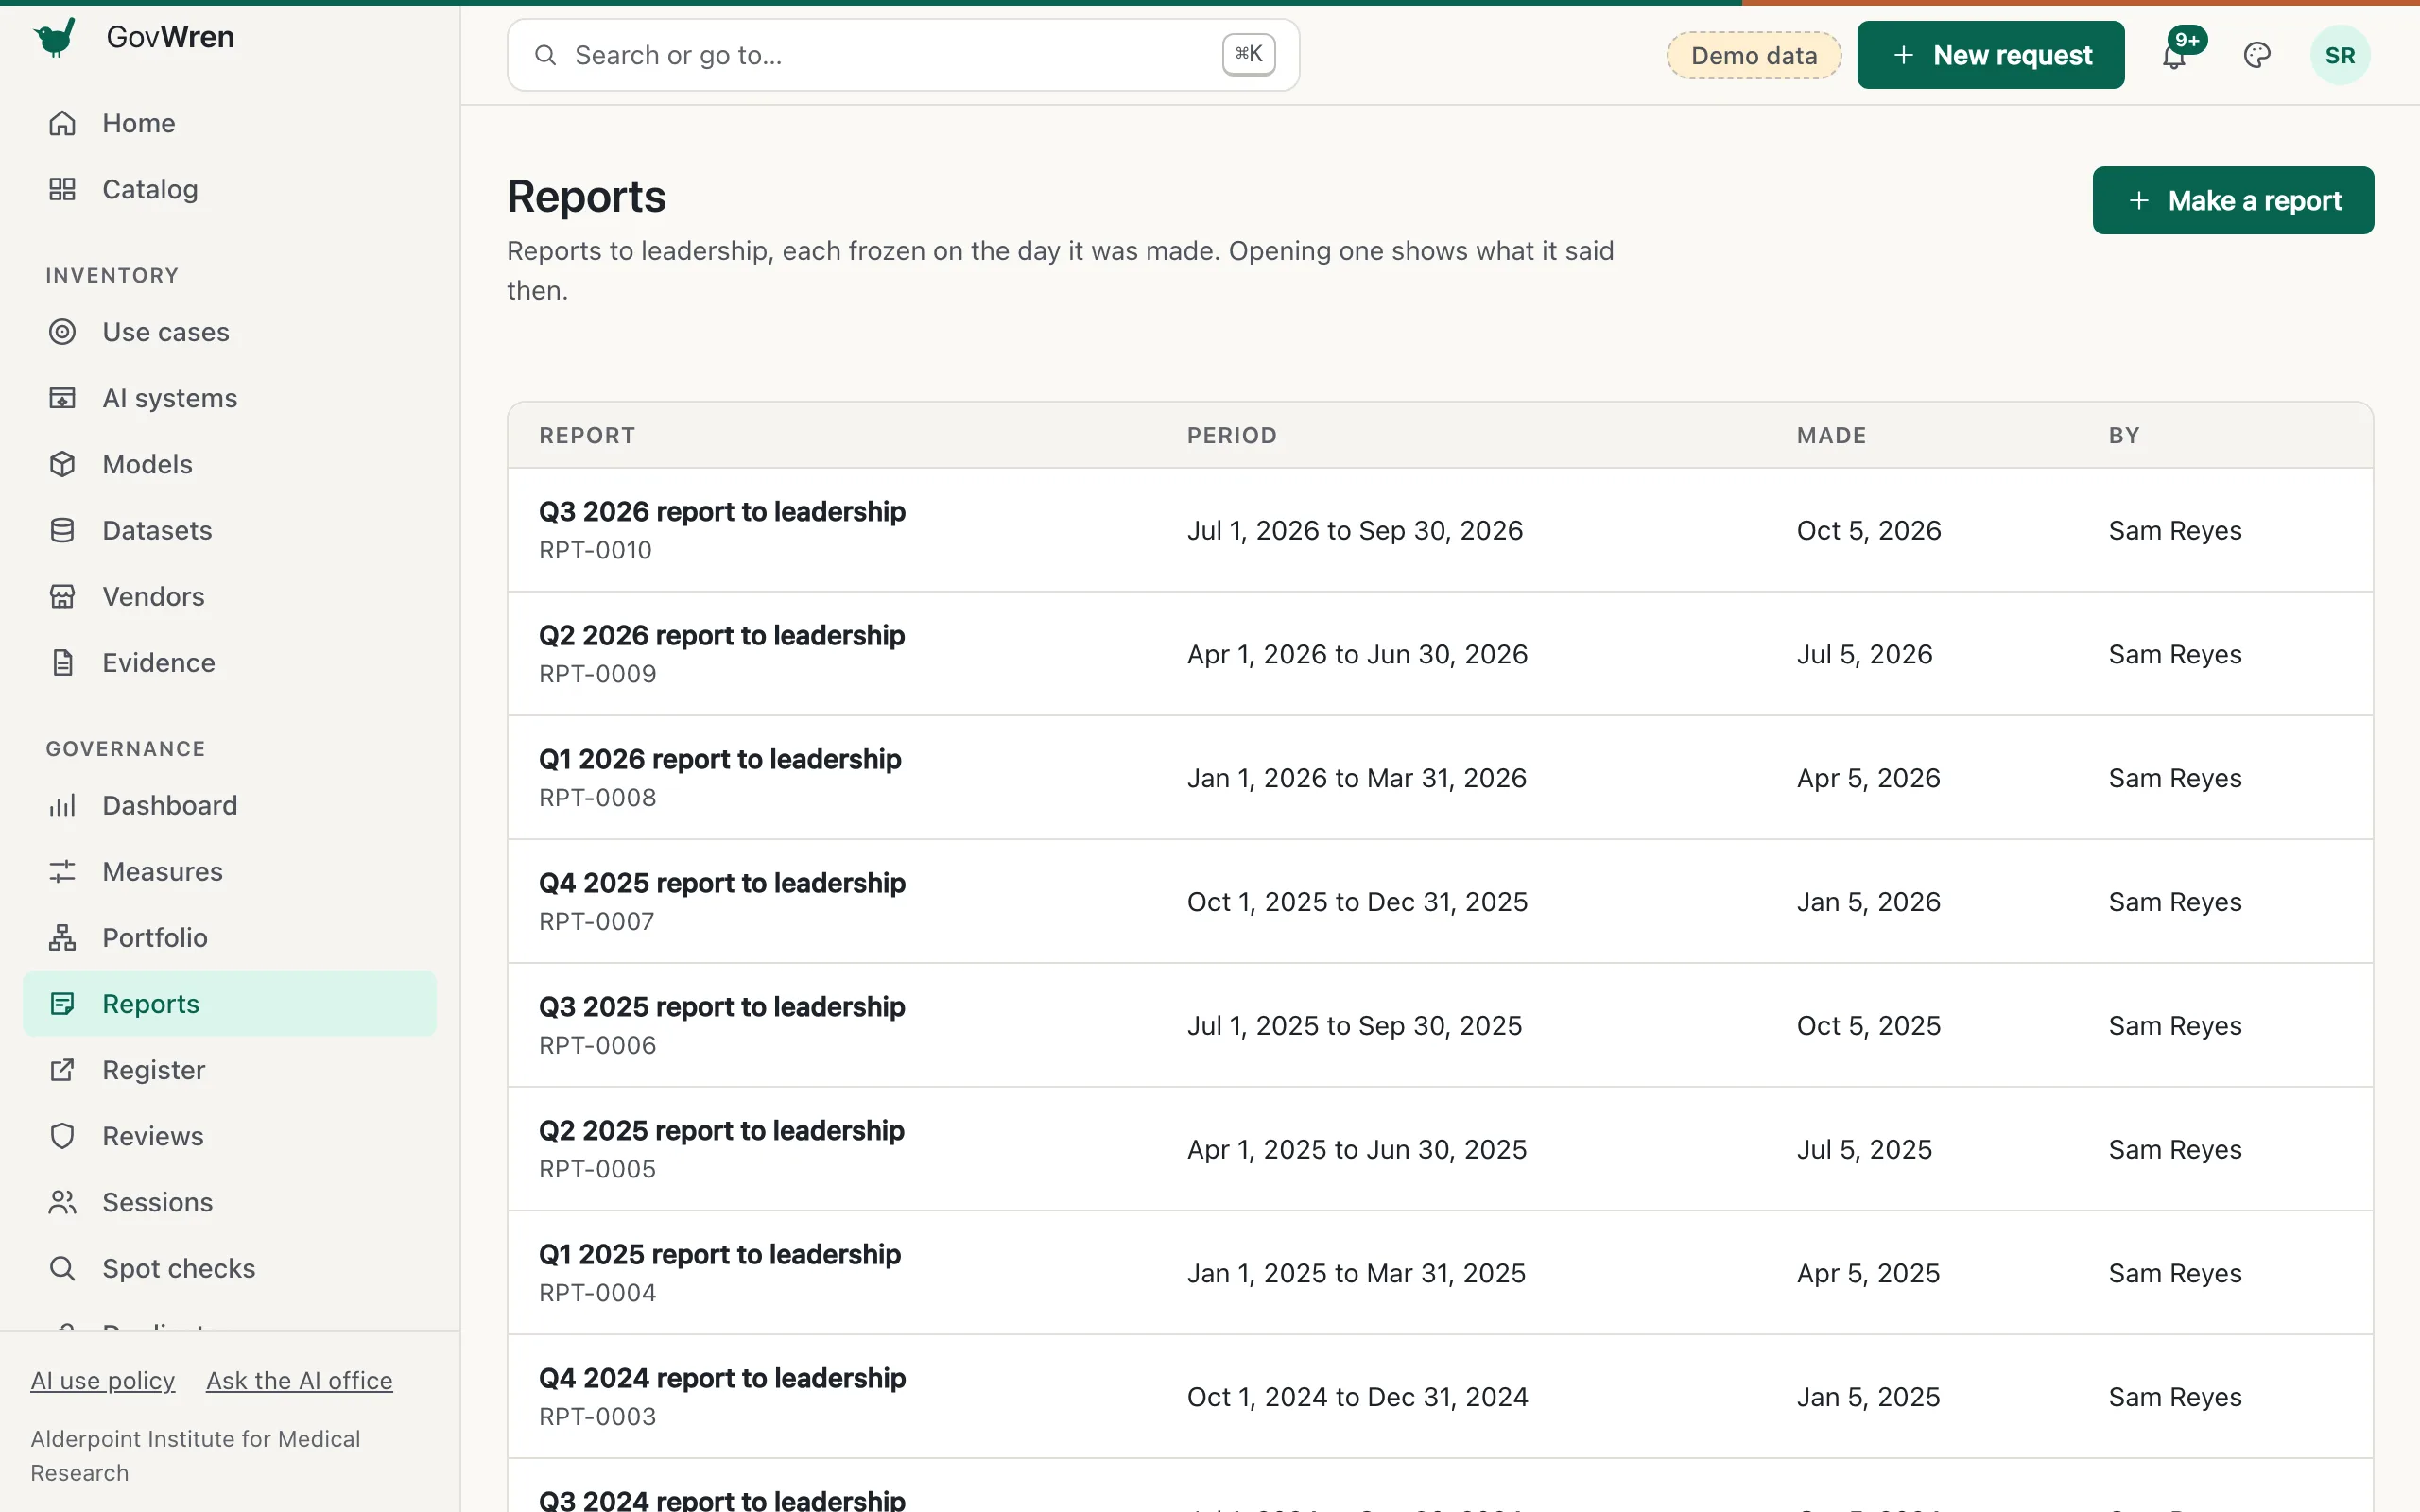 GovWren
Search or go to...
⌘K
Demo data
New request
9+
SR
Home
Catalog
INVENTORY
Use cases
AI systems
Models
Datasets
Vendors
Evidence
GOVERNANCE
Dashboard
Measures
Portfolio
Reports
Register
Reviews
Sessions
Spot checks
AI use policy Ask the AI office
Alderpoint Institute for Medical
Research
Reports
Make a report
Reports to leadership, each frozen on the day it was made. Opening one shows what it said
then.
REPORT PERIOD MADE BY
Q3 2026 report to leadership
RPT-0010
Jul 1, 2026 to Sep 30, 2026 Oct 5, 2026 Sam Reyes
Q2 2026 report to leadership
RPT-0009
Apr 1, 2026 to Jun 30, 2026 Jul 5, 2026 Sam Reyes
Q1 2026 report to leadership
RPT-0008
Jan 1, 2026 to Mar 31, 2026 Apr 5, 2026 Sam Reyes
Q4 2025 report to leadership
RPT-0007
Oct 1, 2025 to Dec 31, 2025 Jan 5, 2026 Sam Reyes
Q3 2025 report to leadership
RPT-0006
Jul 1, 2025 to Sep 30, 2025 Oct 5, 2025 Sam Reyes
Q2 2025 report to leadership
RPT-0005
Apr 1, 2025 to Jun 30, 2025 Jul 5, 2025 Sam Reyes
Q1 2025 report to leadership
RPT-0004
Jan 1, 2025 to Mar 31, 2025 Apr 5, 2025 Sam Reyes
Q4 2024 report to leadership
RPT-0003
Oct 1, 2024 to Dec 31, 2024 Jan 5, 2025 Sam Reyes
Q3 2024 report to leadership